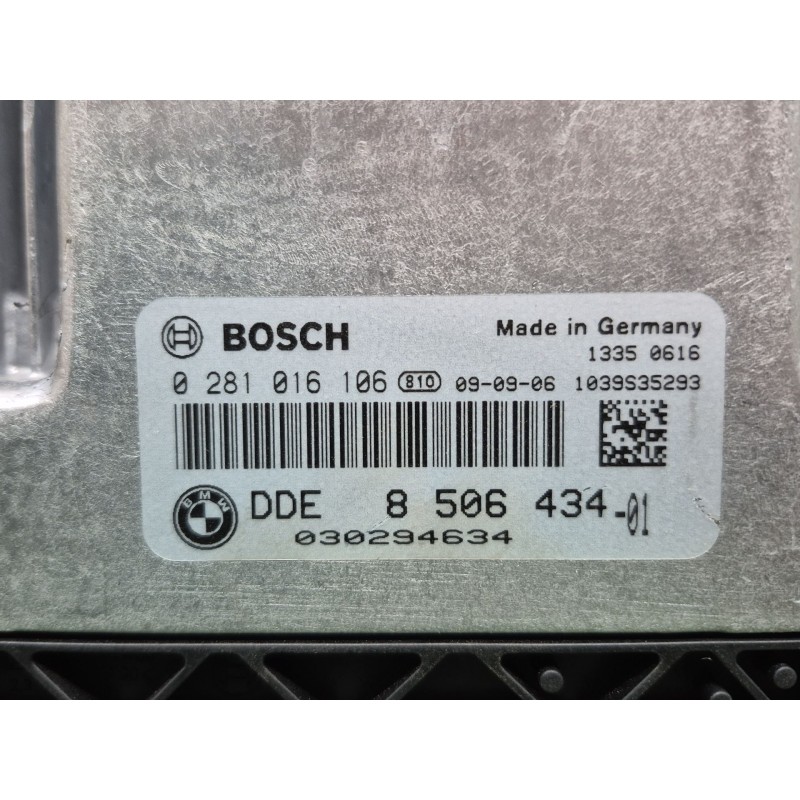 BOSCH
Made in Germany
1335 0616
0 281 016 106 810 09-09-06 1039S35293
BMW
DDE 8 506 434-01
030294634